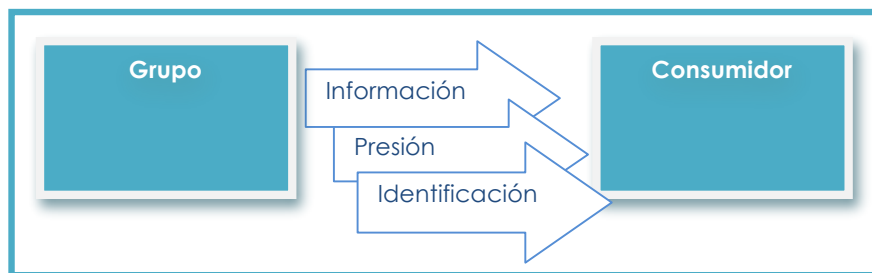 Grupo
Información
Presión
Identificación
Consumidor